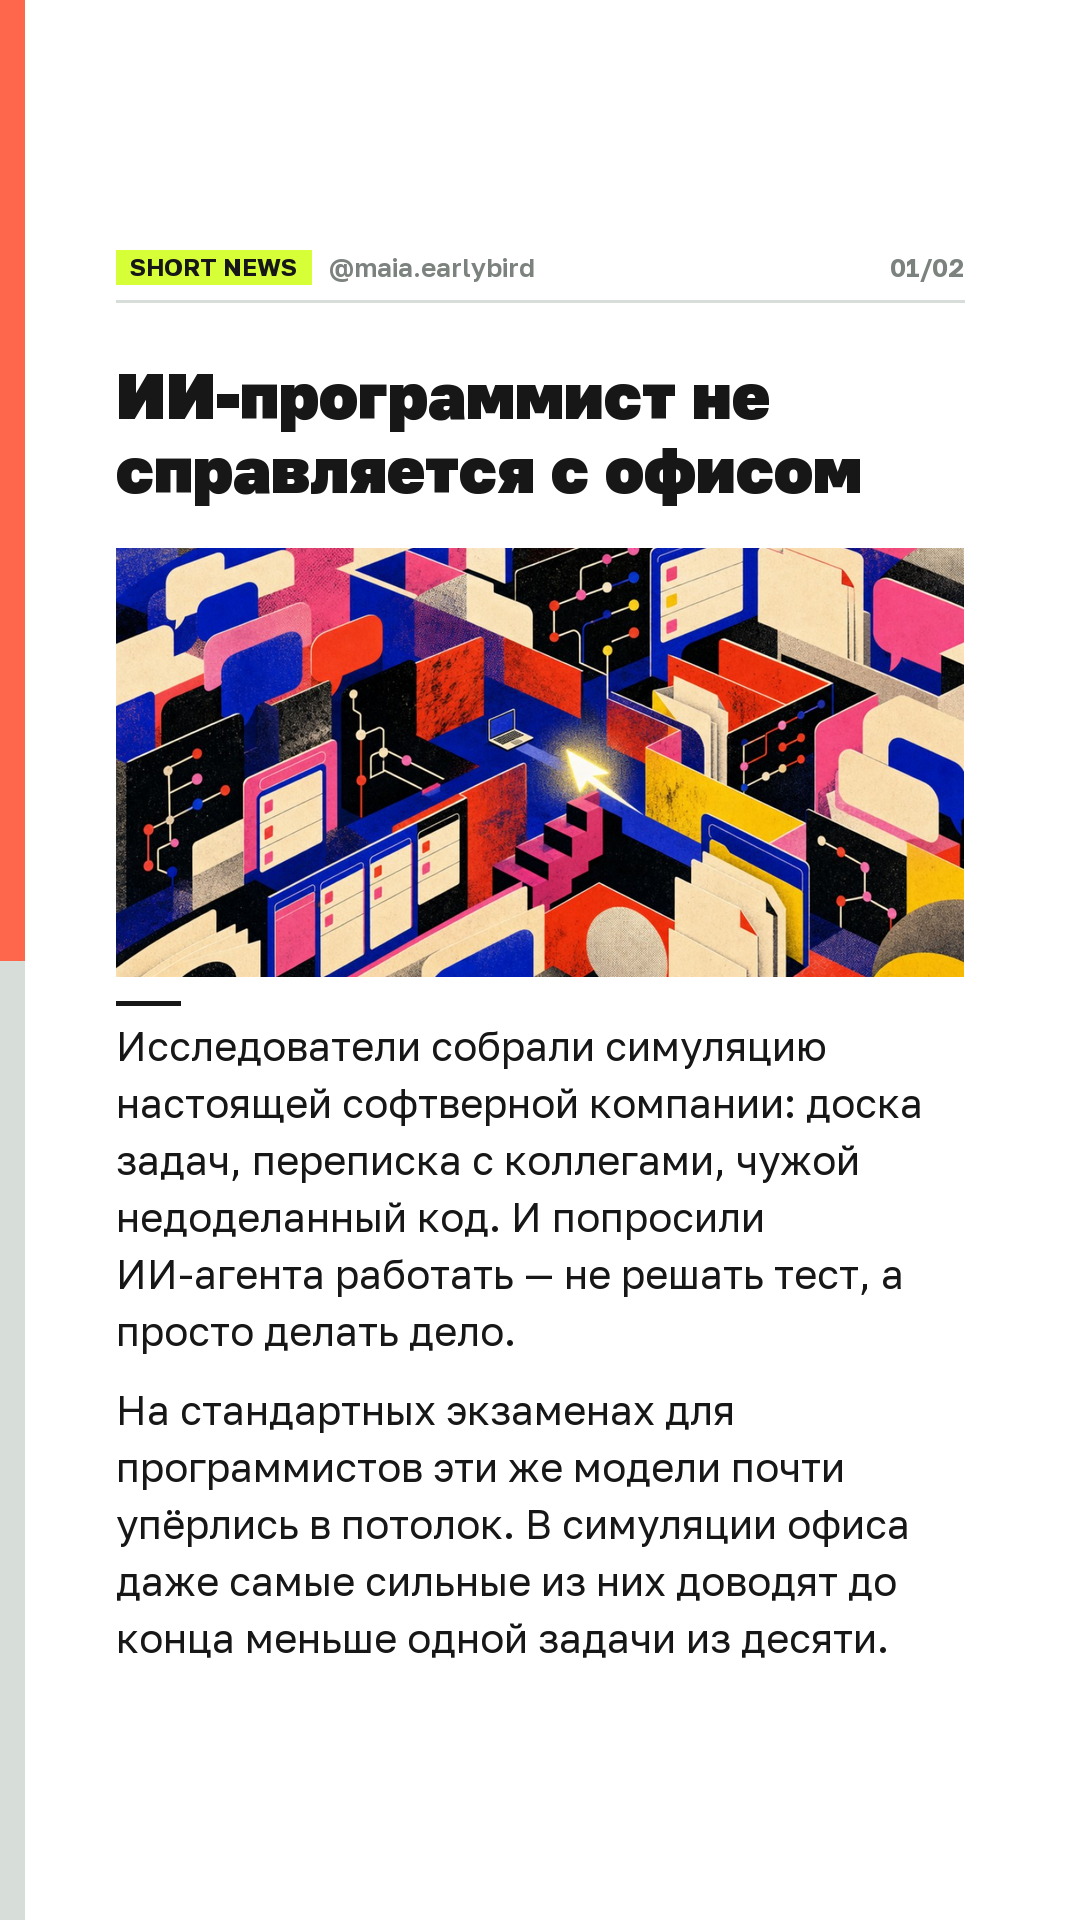 SHORT NEWS @maia.earlybird 01/02
ИИ-программист не
справляется с офисом
Исследователи собрали симуляцию
настоящей софтверной компании: доска
задач, переписка с коллегами, чужой
недоделанный код. И попросили
ИИ-агента работать — не решать тест, а
просто делать дело.
На стандартных экзаменах для
программистов эти же модели почти
упёрлись в потолок. В симуляции офиса
даже самые сильные из них доводят до
конца меньше одной задачи из десяти.